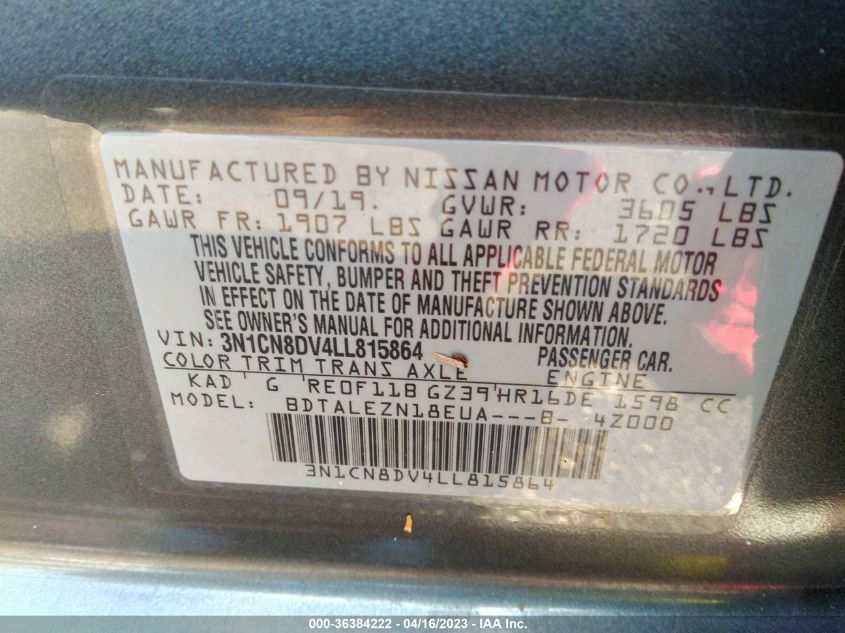 MANUFACTURED BY NISSAN MOTOR CO., LTD.
DATE: 09/19. GVWR: 3605 LBS
GAWR FR: 1907 LBS GAWR RR: 1720 LBS
THIS VEHICLE CONFORMS TO ALL APPLICABLE FEDERAL MOTOR
VEHICLE SAFETY, BUMPER AND THEFT PREVENTION STANDARDS
IN EFFECT ON THE DATE OF MANUFACTURE SHOWN ABOVE.
SEE OWNER'S MANUAL FOR ADDITIONAL INFORMATION.
VIN: 3N1CN8DV4LL815864 PASSENGER CAR.
COLOR TRIM TRANS AXLE ENGINE
KAD G RE0F11B GZ39 HR16DE 1598 CC
MODEL: BDTALEZN18EUA---B- 4Z000
3N1CN8DV4LL815864
000-36384222 - 04/16/2023 - IAA Inc.